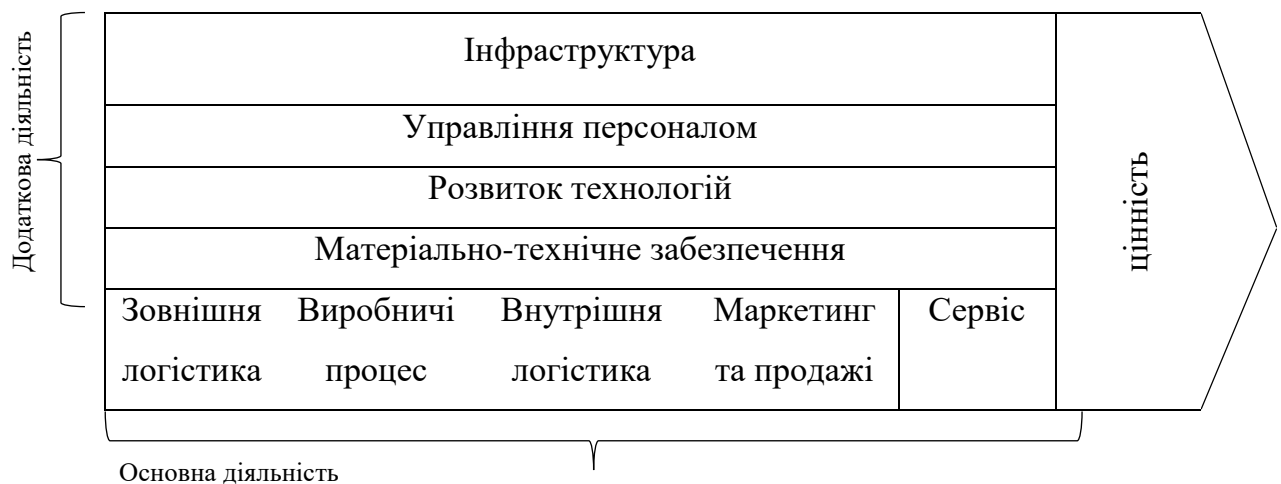 Додаткова діяльність
Інфраструктура
Управління персоналом
Розвиток технологій
Матеріально-технічне забезпечення
Зовнішня Виробничі Внутрішня Маркетинг Сервіс
логістика процес логістика та продажі
цінність
Основна діяльність